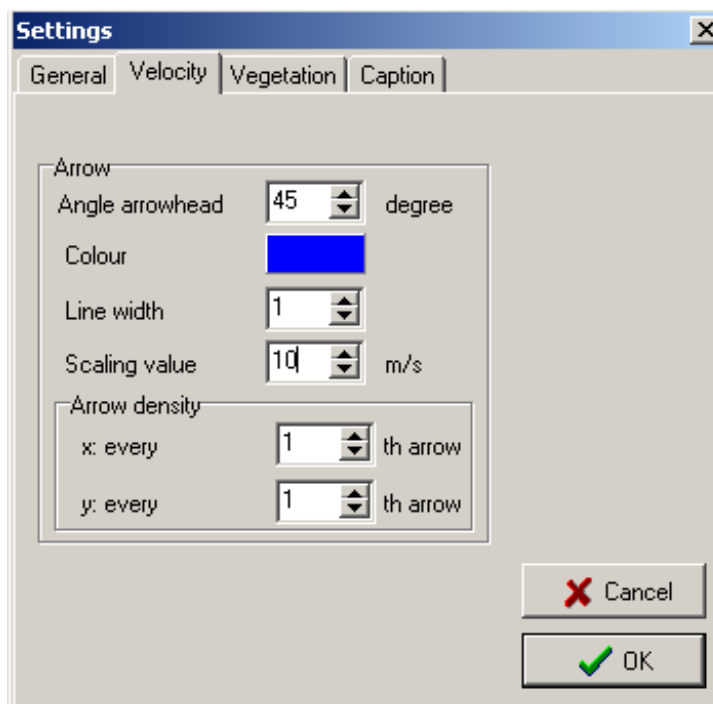 Settings
General Velocity Vegetation Caption
Arrow
Angle arrowhead 45 degree
Colour
Line width 1
Scaling value 10 m/s
Arrow density
x: every 1 th arrow
y: every 1 th arrow
Cancel
OK